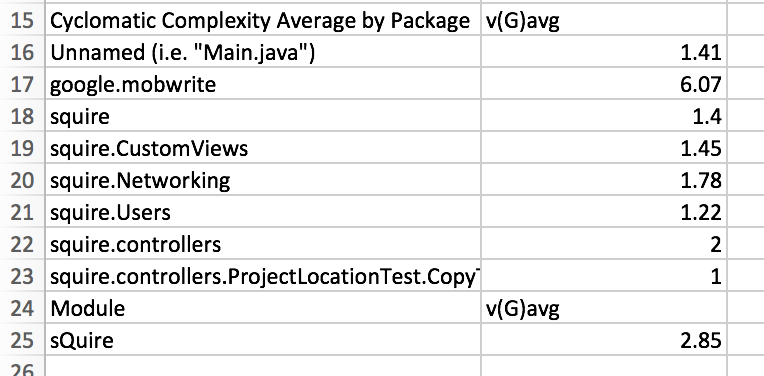 15 Cyclomatic Complexity Average by Package v(G)avg
16 Unnamed (i.e. "Main.java") 1.41
17 google.mobwrite 6.07
18 squire 1.4
19 squire.CustomViews 1.45
20 squire.Networking 1.78
21 squire.Users 1.22
22 squire.controllers 2
23 squire.controllers.ProjectLocationTest.Copy 1
24 Module v(G)avg
25 sQuire 2.85
26